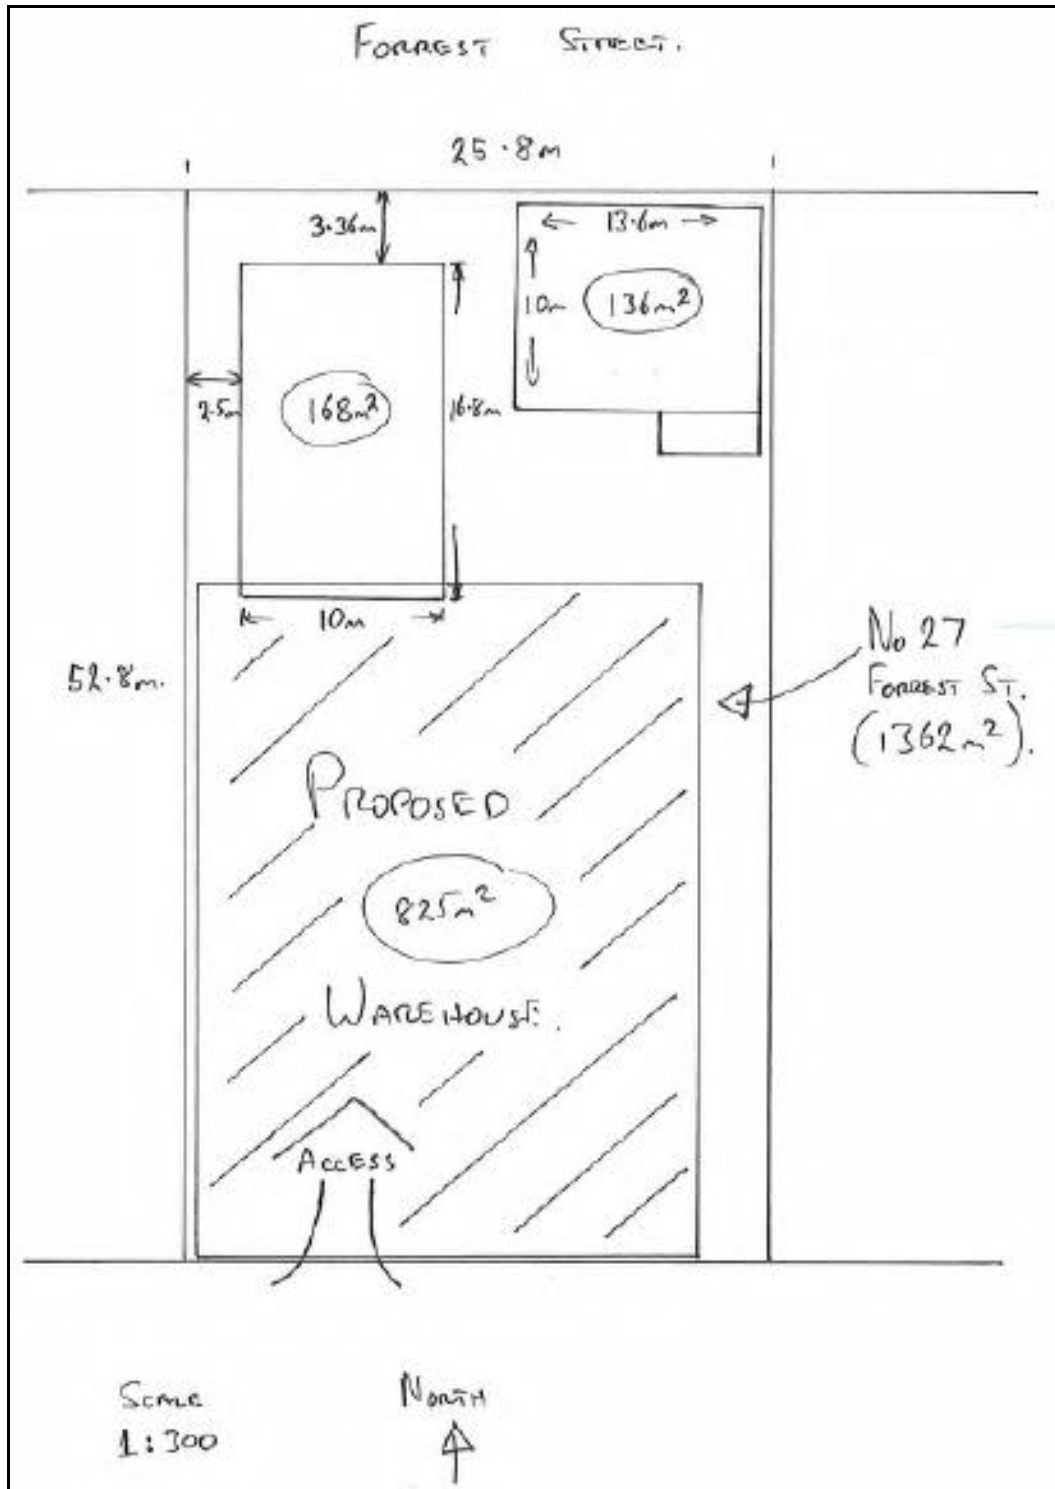 FORREST STREET.
25.8m
3.36m
13.6m
10m
136m²
2.5m
168m²
16.8m
10m
52.8m.
No 27
FORREST ST.
(1362m²).
PROPOSED
825m²
WAREHOUSE.
ACCESS
SCALE
1:300
NORTH